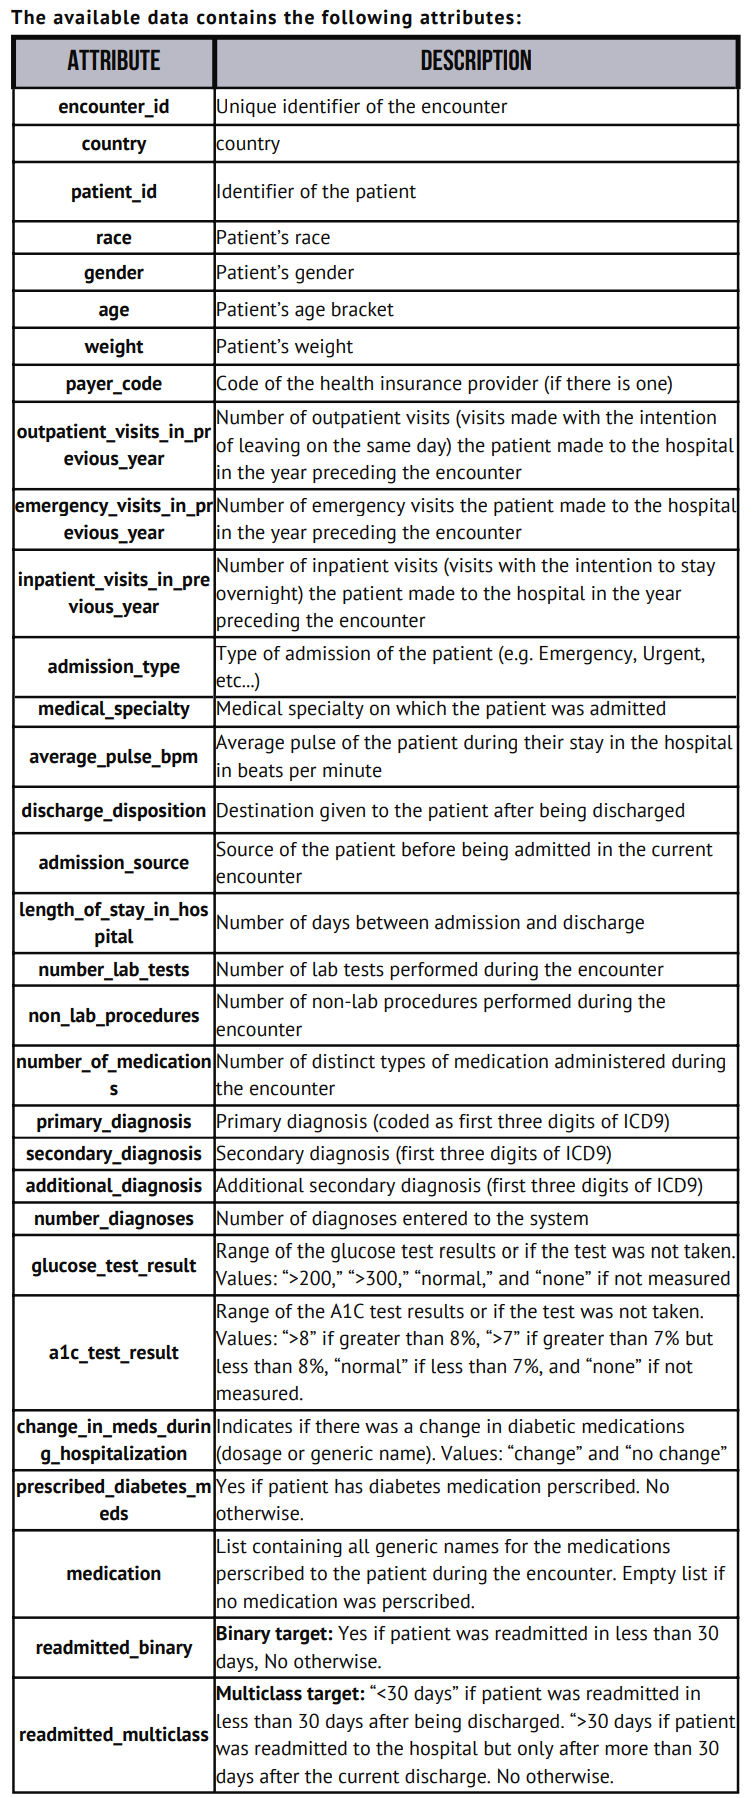 The available data contains the following attributes:
ATTRIBUTE DESCRIPTION
encounter_id Unique identifier of the encounter
country country
patient_id Identifier of the patient
race Patient’s race
gender Patient’s gender
age Patient’s age bracket
weight Patient’s weight
payer_code Code of the health insurance provider (if there is one)
outpatient_visits_in_pr
evious_year
Number of outpatient visits (visits made with the intention
of leaving on the same day) the patient made to the hospital
in the year preceding the encounter
emergency_visits_in_pr
evious_year
Number of emergency visits the patient made to the hospital
in the year preceding the encounter
inpatient_visits_in_pre
vious_year
Number of inpatient visits (visits with the intention to stay
overnight) the patient made to the hospital in the year
preceding the encounter
admission_type
Type of admission of the patient (e.g. Emergency, Urgent,
etc...)
medical_specialty Medical specialty on which the patient was admitted
average_pulse_bpm
Average pulse of the patient during their stay in the hospital
in beats per minute
discharge_disposition Destination given to the patient after being discharged
admission_source
Source of the patient before being admitted in the current
encounter
length_of_stay_in_hos
pital
Number of days between admission and discharge
number_lab_tests Number of lab tests performed during the encounter
non_lab_procedures
Number of non-lab procedures performed during the
encounter
number_of_medication
s
Number of distinct types of medication administered during
the encounter
primary_diagnosis Primary diagnosis (coded as first three digits of ICD9)
secondary_diagnosis Secondary diagnosis (first three digits of ICD9)
additional_diagnosis Additional secondary diagnosis (first three digits of ICD9)
number_diagnoses Number of diagnoses entered to the system
glucose_test_result
Range of the glucose test results or if the test was not taken.
Values: “>200,” “>300,” “normal,” and “none” if not measured
a1c_test_result
Range of the A1C test results or if the test was not taken.
Values: “>8” if greater than 8%, “>7” if greater than 7% but
less than 8%, “normal” if less than 7%, and “none” if not
measured.
change_in_meds_durin
g_hospitalization
Indicates if there was a change in diabetic medications
(dosage or generic name). Values: “change” and “no change”
prescribed_diabetes_m
eds
Yes if patient has diabetes medication perscribed. No
otherwise.
medication
List containing all generic names for the medications
perscribed to the patient during the encounter. Empty list if
no medication was perscribed.
readmitted_binary
Binary target: Yes if patient was readmitted in less than 30
days, No otherwise.
readmitted_multiclass
Multiclass target: “<30 days” if patient was readmitted in
less than 30 days after being discharged. “>30 days if patient
was readmitted to the hospital but only after more than 30
days after the current discharge. No otherwise.